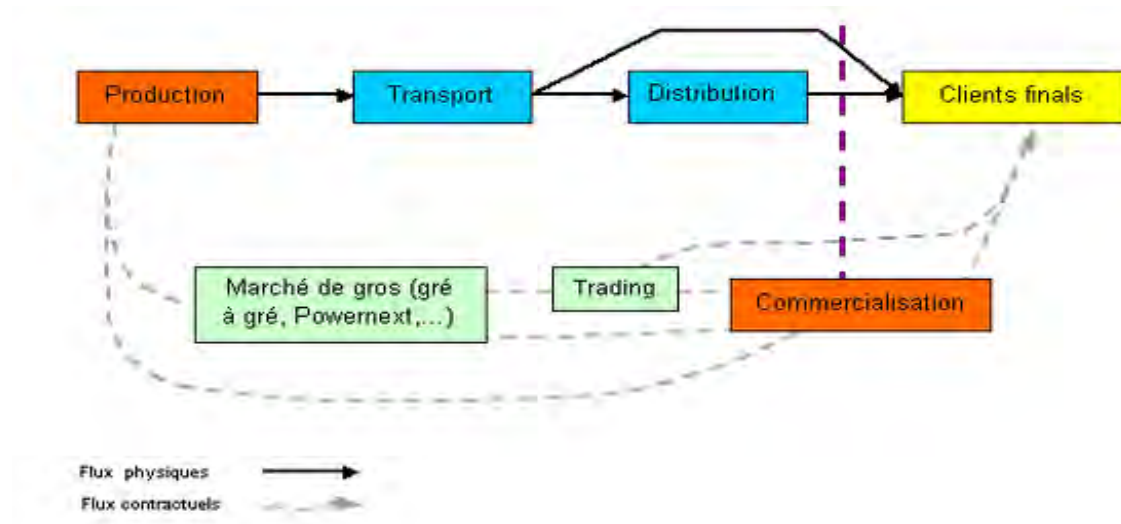 Production
Transport
Distribution
Clients finals
Marché de gros (gré
à gré, Powernext,...)
Trading
Commercialisation
Flux physiques
Flux contractuels